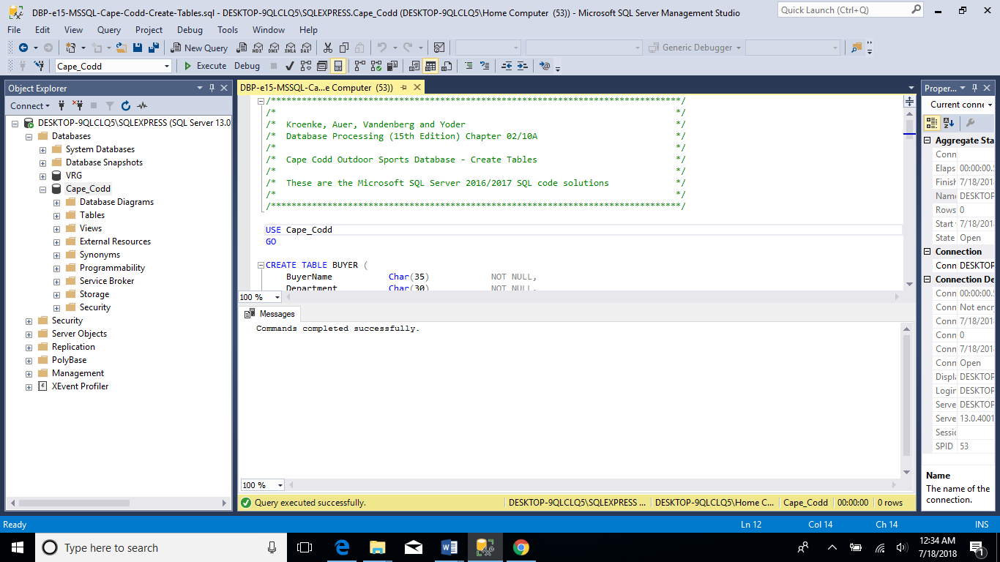 DBP-e15-MSSQL-Cape-Codd-Create-Tables.sql - DESKTOP-9QLCLQ5\SQLEXPRESS.Cape_Codd (DESKTOP-9QLCLQ5\Home Computer (53)) - Microsoft SQL Server Management Studio
Quick Launch (Ctrl+Q)
File Edit View Query Project Debug Tools Window Help
New Query MDX DMX XMLA DAX Generic Debugger
Cape_Codd Execute Debug
Object Explorer
Connect
DESKTOP-9QLCLQ5\SQLEXPRESS (SQL Server 13.0
Databases
System Databases
Database Snapshots
VRG
Cape_Codd
Database Diagrams
Tables
Views
External Resources
Synonyms
Programmability
Service Broker
Storage
Security
Security
Server Objects
Replication
PolyBase
Management
XEvent Profiler
DBP-e15-MSSQL-Ca...e Computer (53))
/********************************************************************************/
/* */
/* Kroenke, Auer, Vandenberg and Yoder */
/* Database Processing (15th Edition) Chapter 02/10A */
/* */
/* Cape Codd Outdoor Sports Database - Create Tables */
/* */
/* These are the Microsoft SQL Server 2016/2017 SQL code solutions */
/* */
/********************************************************************************/
USE Cape_Codd
GO
CREATE TABLE BUYER (
BuyerName Char(35) NOT NULL,
Department Char(30) NOT NULL,
100 %
Messages
Commands completed successfully.
100 %
Query executed successfully. DESKTOP-9QLCLQ5\SQLEXPRESS ... DESKTOP-9QLCLQ5\Home C... Cape_Codd 00:00:00 0 rows
Proper...
Current conne
Aggregate Sta
Conn
Elaps 00:00:00.5
Finish 7/18/201
Name DESKTOP
Rows 0
Start 7/18/201
State Open
Connection
Conn DESKTOP
Connection De
Conn 00:00:00.5
Conn Not encr
Conn 7/18/201
Conn 0
Conn 7/18/201
Conn Open
Displa DESKTOP
Login DESKTOP
Serve DESKTOP
Serve 13.0.4001
Sessic
SPID 53
Name
The name of the
connection.
Ready Ln 12 Col 14 Ch 14 INS
Type here to search
12:34 AM
7/18/2018
1